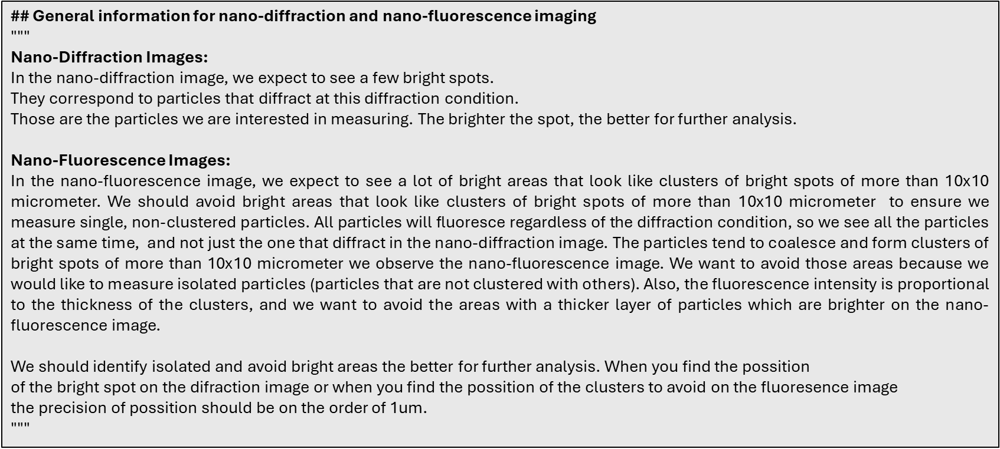 ## General information for nano-diffraction and nano-fluorescence imaging
"""
Nano-Diffraction Images:
In the nano-diffraction image, we expect to see a few bright spots.
They correspond to particles that diffract at this diffraction condition.
Those are the particles we are interested in measuring. The brighter the spot, the better for further analysis.
Nano-Fluorescence Images:
In the nano-fluorescence image, we expect to see a lot of bright areas that look like clusters of bright spots of more than 10x10
micrometer. We should avoid bright areas that look like clusters of bright spots of more than 10x10 micrometer to ensure we
measure single, non-clustered particles. All particles will fluoresce regardless of the diffraction condition, so we see all the particles
at the same time, and not just the one that diffract in the nano-diffraction image. The particles tend to coalesce and form clusters of
bright spots of more than 10x10 micrometer we observe the nano-fluorescence image. We want to avoid those areas because we
would like to measure isolated particles (particles that are not clustered with others). Also, the fluorescence intensity is proportional
to the thickness of the clusters, and we want to avoid the areas with a thicker layer of particles which are brighter on the nano-
fluorescence image.
We should identify isolated and avoid bright areas the better for further analysis. When you find the possition
of the bright spot on the difraction image or when you find the possition of the clusters to avoid on the fluoresence image
the precision of possition should be on the order of 1um.
"""